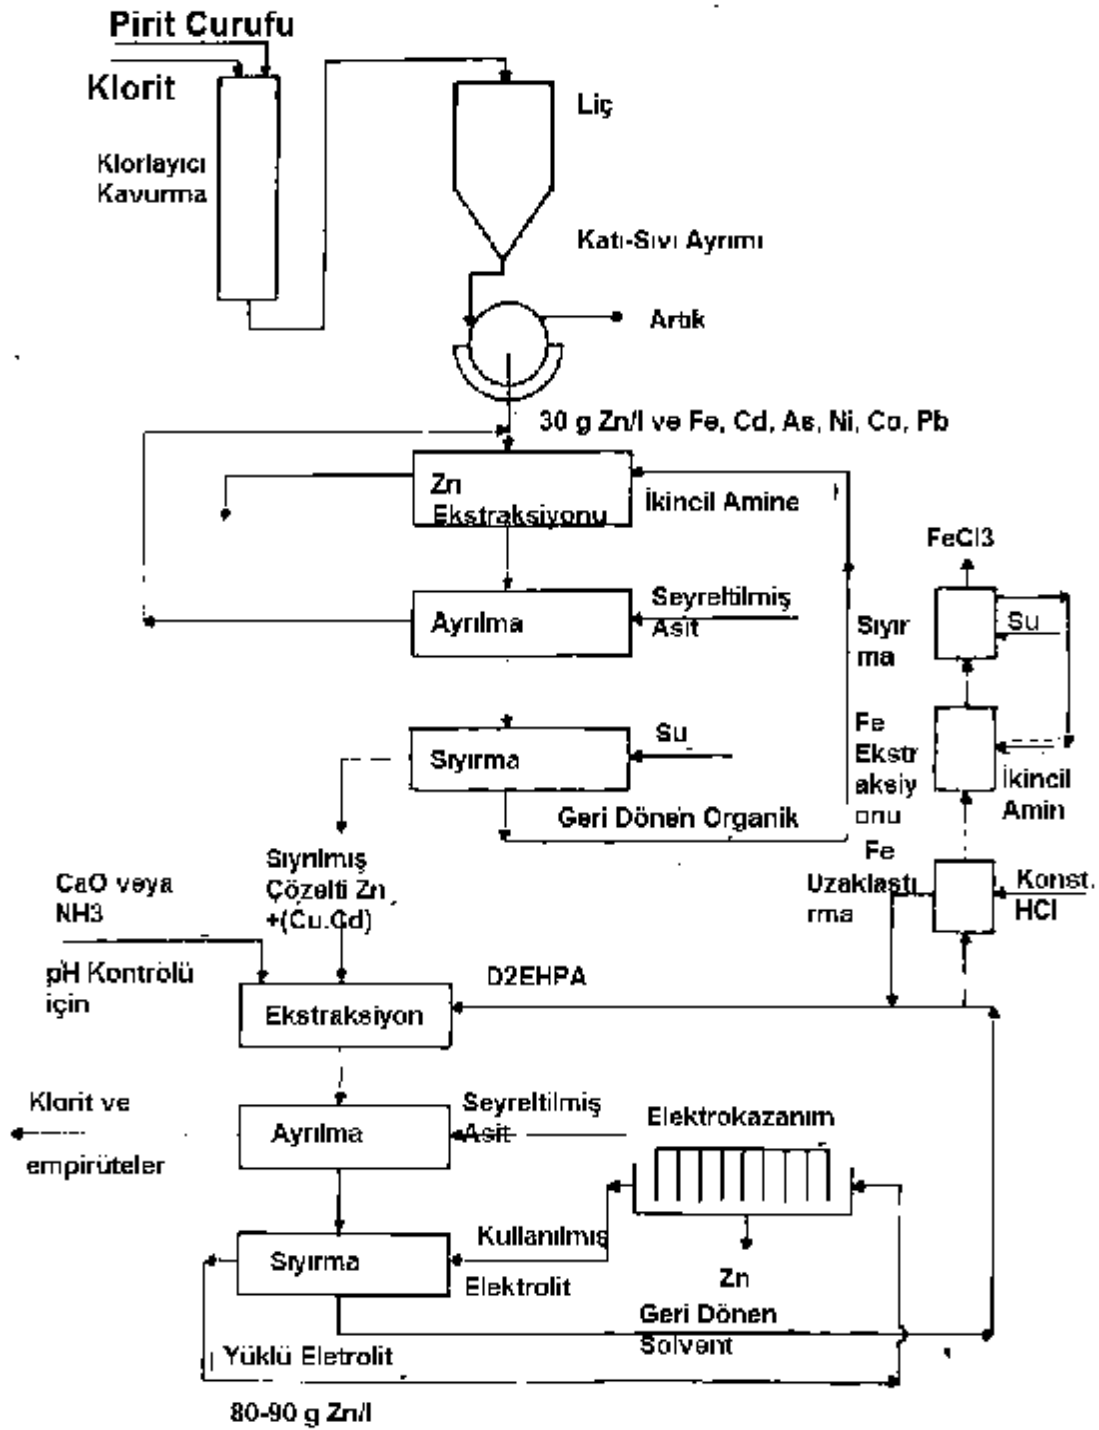 Pirit Curufu
Klorit
Liç
Klorlayıcı
Kavurma
Katı-Sıvı Ayrımı
Artık
30 g Zn/l ve Fe, Cd, As, Ni, Co, Pb
Zn
Ekstraksiyonu
İkincil Amine
FeCl3
Ayrılma
Seyreltilmiş
Asit
Sıyır
ma
Su
Sıyırma
Su
Fe
Ekstr
aksiy
onu
İkincil
Amin
Geri Dönen Organik
Fe
Uzaklaştı
rma
Konst.
HCl
Sıyrılmış
Çözelti Zn
+(Cu.Cd)
CaO veya
NH3
pH Kontrölü
için
D2EHPA
Ekstraksiyon
Klorit ve
empirüteler
Ayrılma
Seyreltilmiş
Asit
Elektrokazanım
Sıyırma
Kullanılmış
Elektrolit
Zn
Geri Dönen
Solvent
Yüklü Eletrolit
80-90 g Zn/l